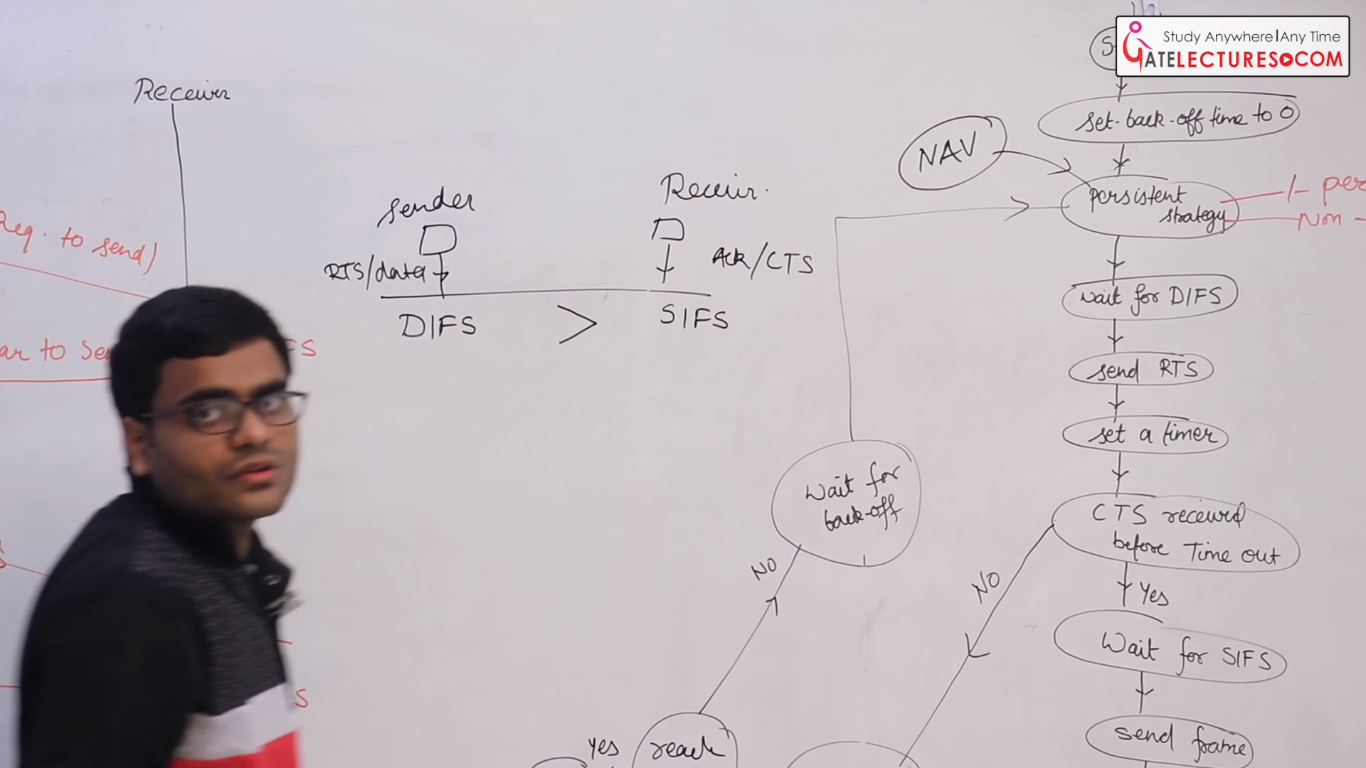 Receiver
Req. to send)
to Se
FS
S
sender
RTS/data
DIFS
>
Receivr.
Ack/CTS
SIFS
Study Anywhere|Any Time
GATELECTURES.COM
S
set-back-off time to 0
NAV
persistent
strategy
1- per
Non -
wait for DIFS
send RTS
set a timer
CTS received
before Time out
NO
Yes
Wait for SIFS
send frame
Wait for
back-off
NO
Yes
reach